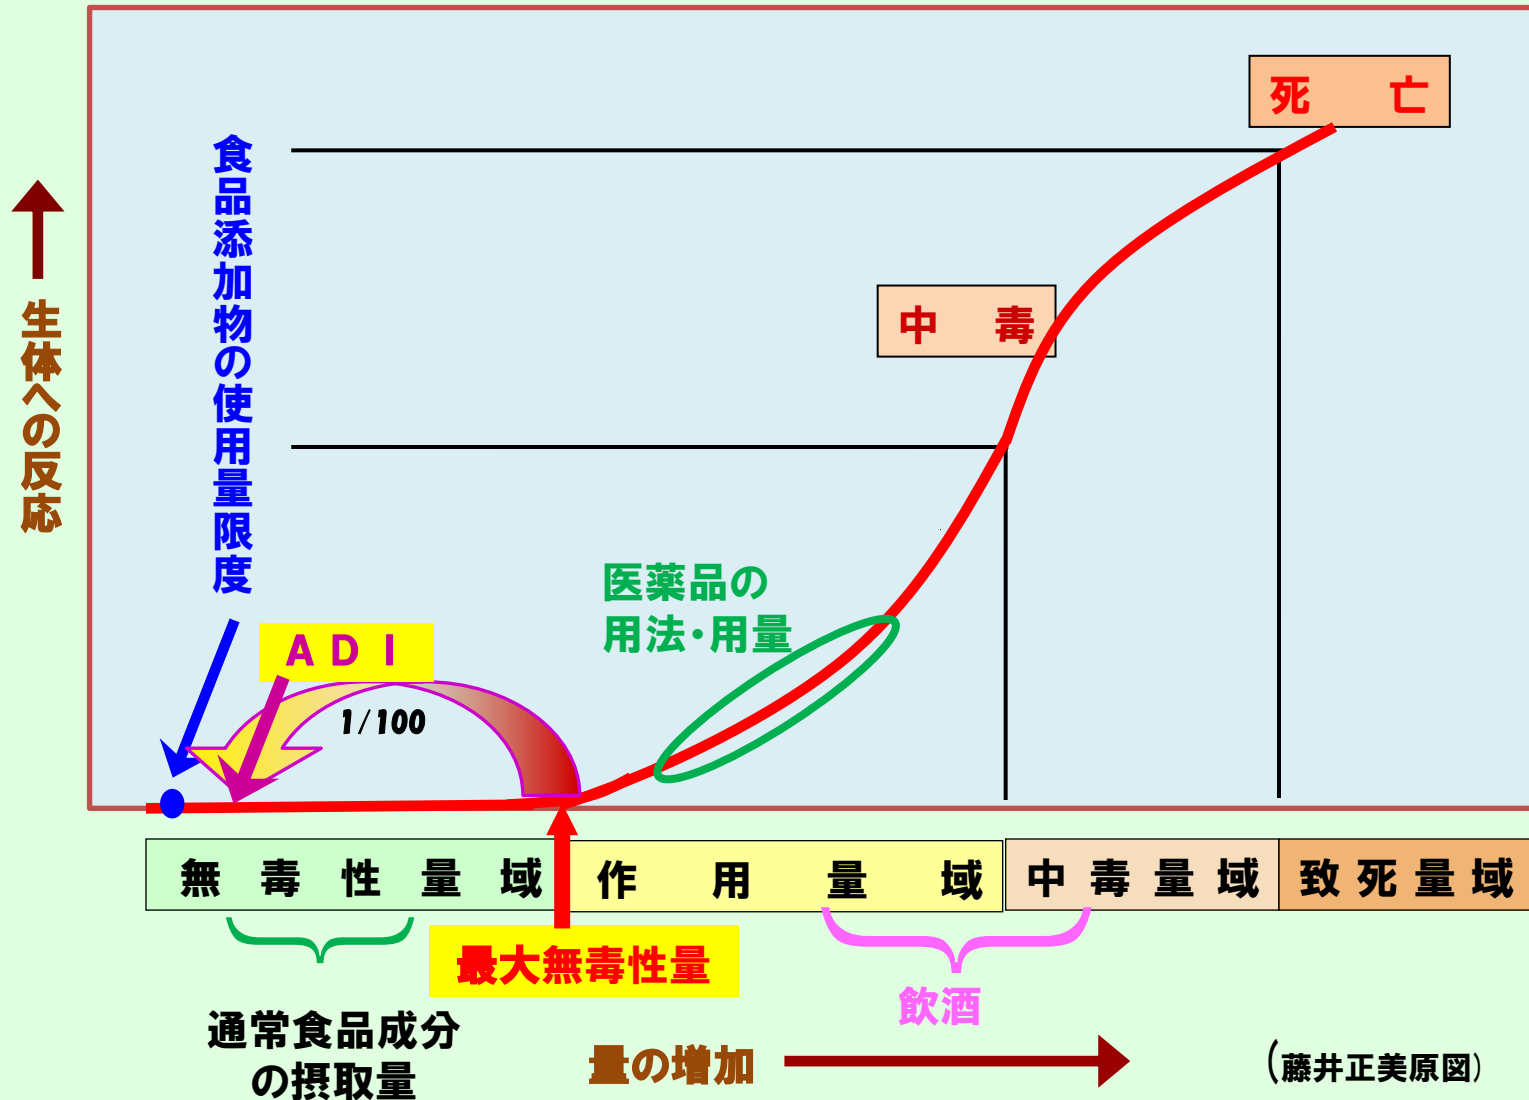 死亡
食品添加物の使用量限度
生体への反応
中毒
医薬品の
用法・用量
ADI
1/100
無毒性量域
作用量域
中毒量域
致死量域
最大無毒性量
飲酒
通常食品成分
の摂取量
量の増加
(藤井正美原図)